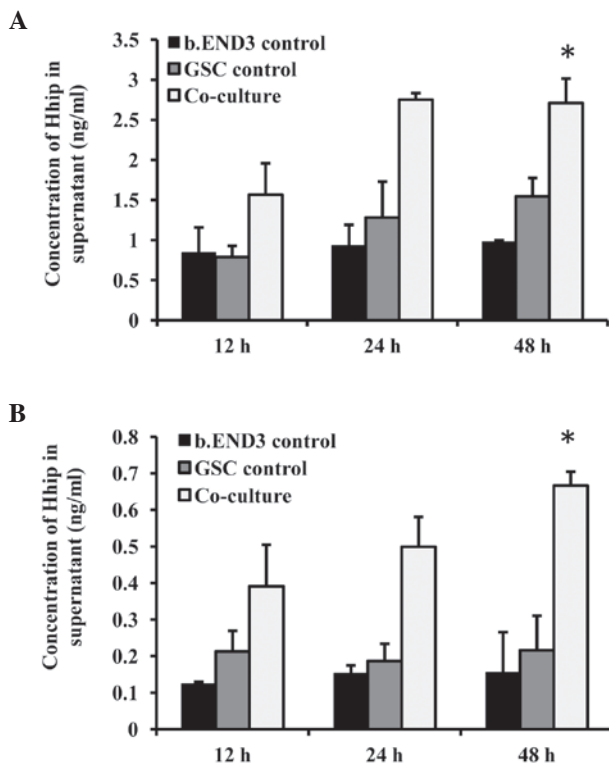 A
Concentration of Hhip in
supernatant (ng/ml)
3.5
3
2.5
2
1.5
1
0.5
0
b.END3 control
GSC control
Co-culture
*
12 h
24 h
48 h
B
Concentration of Hhip in
supernatant (ng/ml)
0.8
0.7
0.6
0.5
0.4
0.3
0.2
0.1
0
b.END3 control
GSC control
Co-culture
*
12 h
24 h
48 h